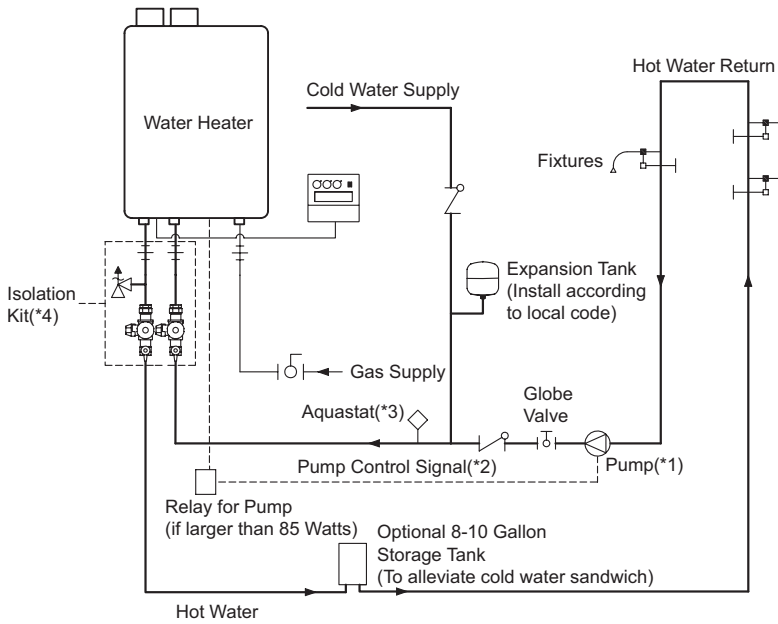 Hot Water Return
Cold Water Supply
Water Heater
Fixtures
Expansion Tank
(Install according
to local code)
Isolation
Kit(*4)
Gas Supply
Globe
Valve
Aquastat(*3)
Pump Control Signal(*2)
Pump(*1)
Relay for Pump
(if larger than 85 Watts)
Optional 8-10 Gallon
Storage Tank
(To alleviate cold water sandwich)
Hot Water